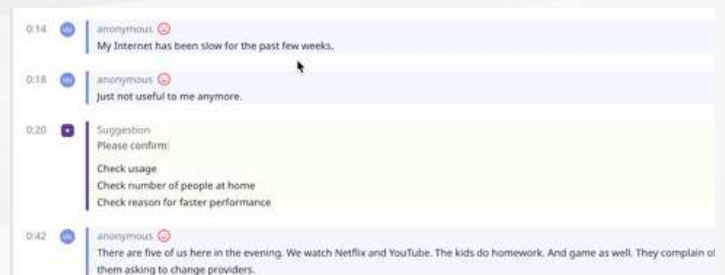 0:14 anonymous
My Internet has been slow for the past few weeks.
0:18 anonymous
Just not useful to me anymore.
0:20 Suggestion
Please confirm:
Check usage
Check number of people at home
Check reason for faster performance
0:42 anonymous
There are five of us here in the evening. We watch Netflix and YouTube. The kids do homework. And game as well. They complain
them asking to change providers.